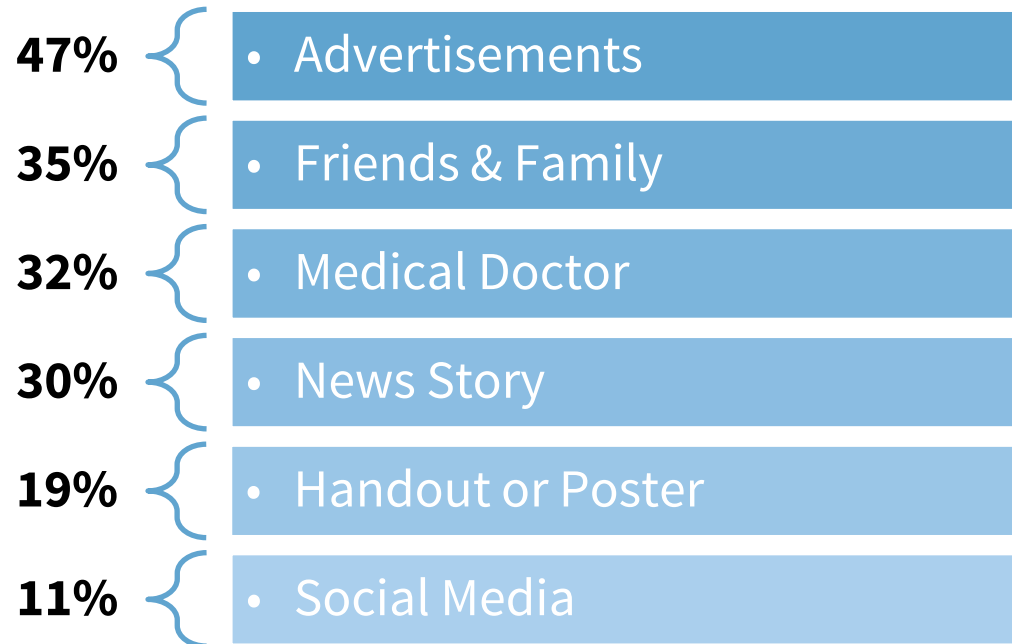 47% • Advertisements
35% • Friends & Family
32% • Medical Doctor
30% • News Story
19% • Handout or Poster
11% • Social Media